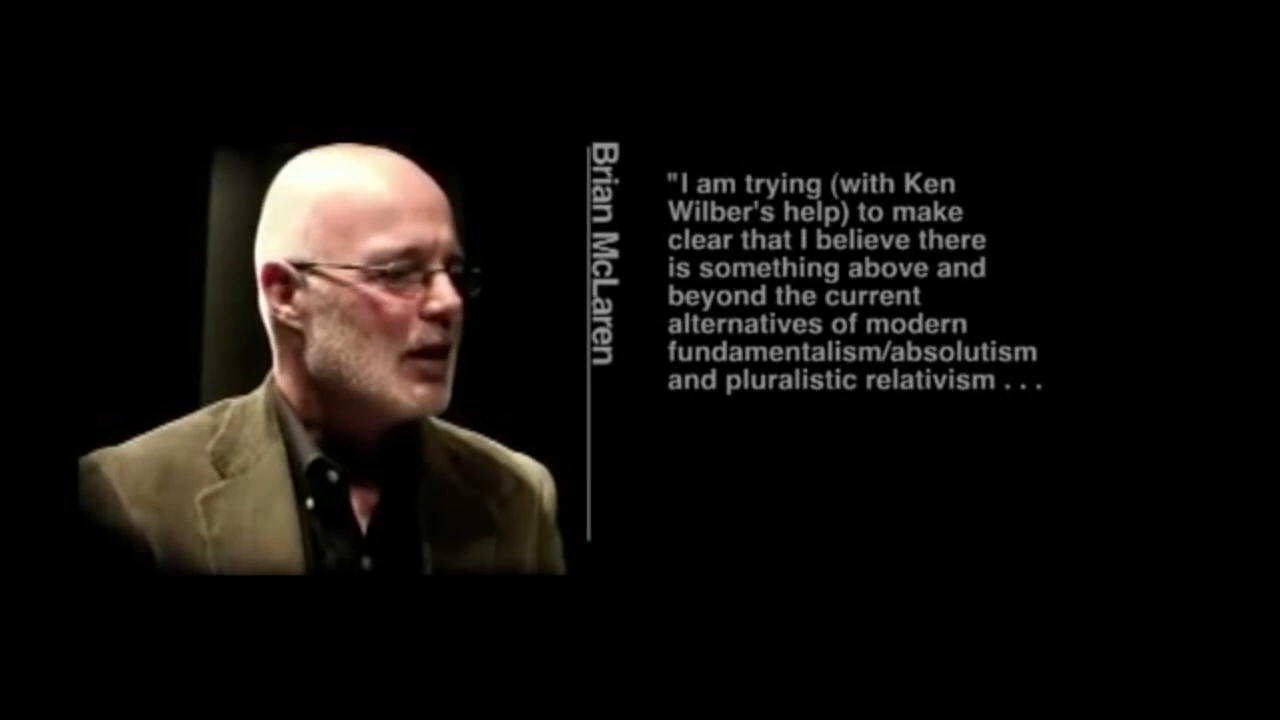 Brian McLaren
"I am trying (with Ken
Wilber's help) to make
clear that I believe there
is something above and
beyond the current
alternatives of modern
fundamentalism/absolutism
and pluralistic relativism . . .